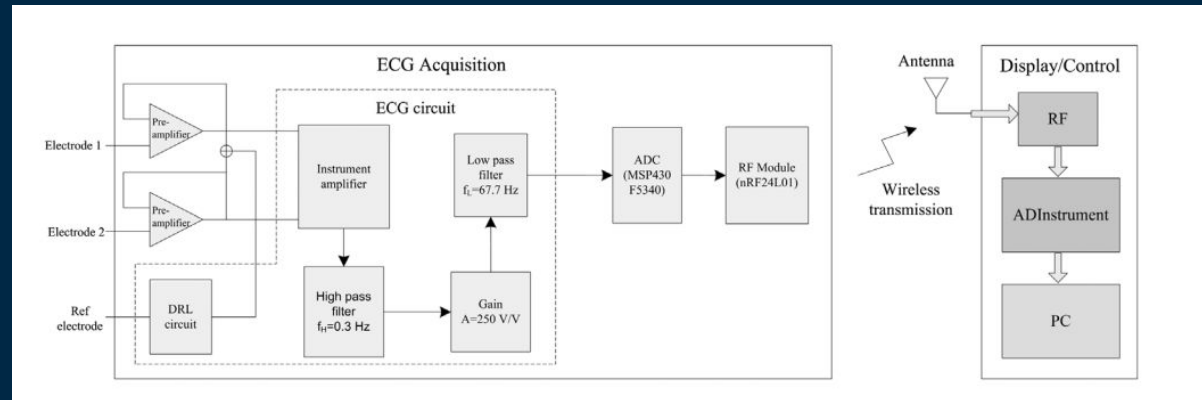 ECG Acquisition
ECG circuit
Pre-
amplifier
Electrode 1
Pre-
amplifier
Electrode 2
Ref
electrode
DRL
circuit
Instrument
amplifier
High pass
filter
fH=0.3 Hz
Gain
A=250 V/V
Low pass
filter
fL=67.7 Hz
ADC
(MSP430
F5340)
RF Module
(nRF24L01)
Antenna
Wireless
transmission
Display/Control
RF
ADInstrument
PC